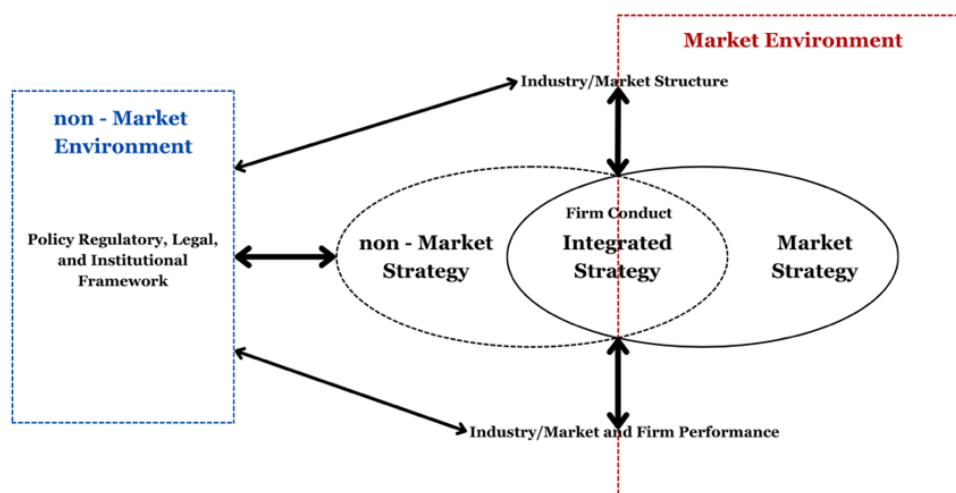 Market Environment
Industry/Market Structure
non - Market
Environment
Policy Regulatory, Legal,
and Institutional
Framework
non - Market
Strategy
Firm Conduct
Integrated
Strategy
Market
Strategy
Industry/Market and Firm Performance